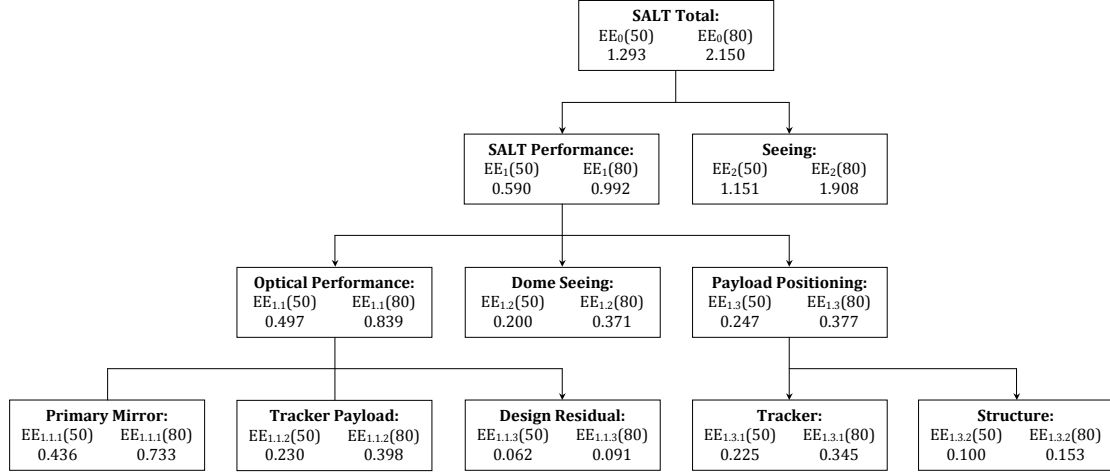 SALT Total:
EE₀(50) EE₀(80)
1.293 2.150
SALT Performance:
EE₁(50) EE₁(80)
0.590 0.992
Seeing:
EE₂(50) EE₂(80)
1.151 1.908
Optical Performance:
EE₁.₁(50) EE₁.₁(80)
0.497 0.839
Dome Seeing:
EE₁.₂(50) EE₁.₂(80)
0.200 0.371
Payload Positioning:
EE₁.₃(50) EE₁.₃(80)
0.247 0.377
Primary Mirror:
EE₁.₁.₁(50) EE₁.₁.₁(80)
0.436 0.733
Tracker Payload:
EE₁.₁.₂(50) EE₁.₁.₂(80)
0.230 0.398
Design Residual:
EE₁.₁.₃(50) EE₁.₁.₃(80)
0.062 0.091
Tracker:
EE₁.₃.₁(50) EE₁.₃.₁(80)
0.225 0.345
Structure:
EE₁.₃.₂(50) EE₁.₃.₂(80)
0.100 0.153